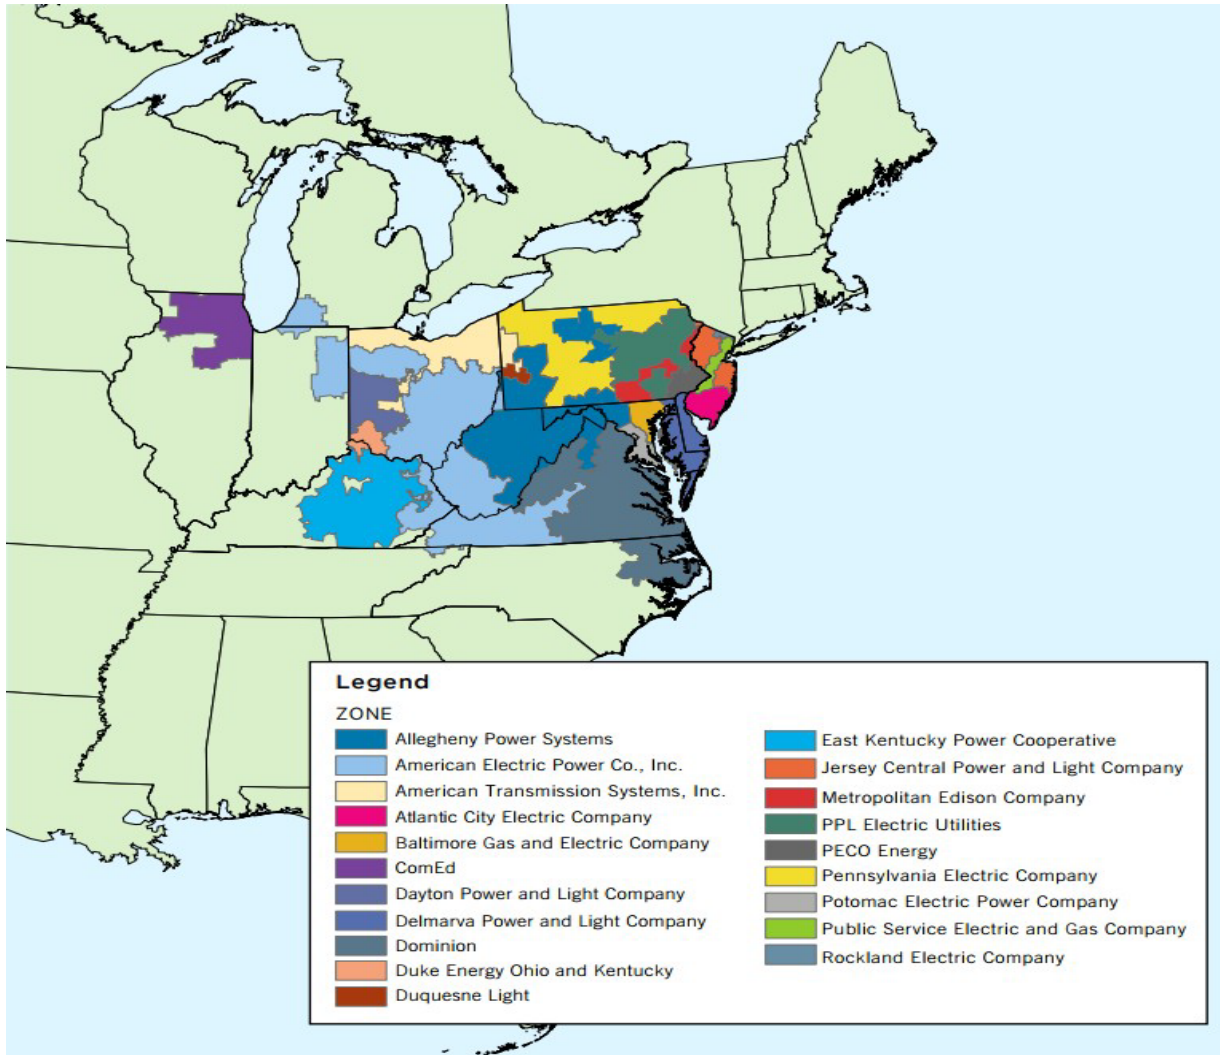 Legend
ZONE
Allegheny Power Systems
American Electric Power Co., Inc.
American Transmission Systems, Inc.
Atlantic City Electric Company
Baltimore Gas and Electric Company
ComEd
Dayton Power and Light Company
Delmarva Power and Light Company
Dominion
Duke Energy Ohio and Kentucky
Duquesne Light
East Kentucky Power Cooperative
Jersey Central Power and Light Company
Metropolitan Edison Company
PPL Electric Utilities
PECO Energy
Pennsylvania Electric Company
Potomac Electric Power Company
Public Service Electric and Gas Company
Rockland Electric Company